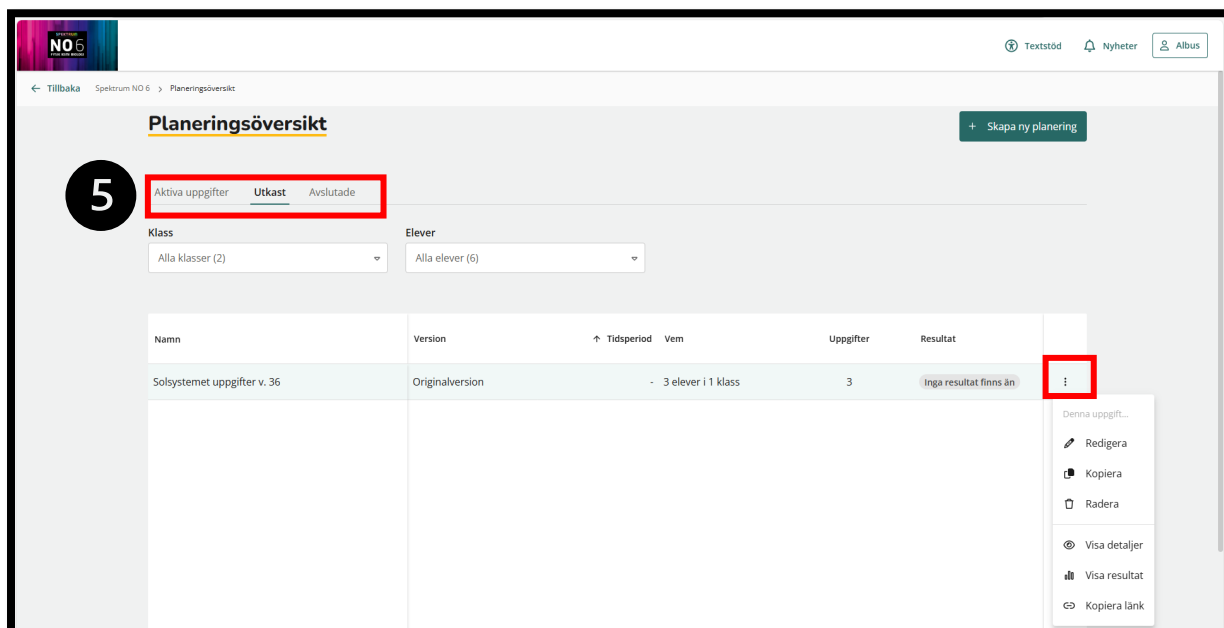 SPEKTRUM
NO 6
Textstöd
Nyheter
Albus
← Tillbaka Spektrum NO 6 > Planeringsöversikt
Planeringsöversikt
+ Skapa ny planering
5
Aktiva uppgifter Utkast Avslutade
Klass Elever
Alla klasser (2) Alla elever (6)
Namn Version ↑ Tidsperiod Vem Uppgifter Resultat
Solsystemet uppgifter v. 36 Originalversion - 3 elever i 1 klass 3 Inga resultat finns än
Denna uppgift...
Redigera
Kopiera
Radera
Visa detaljer
Visa resultat
Kopiera länk